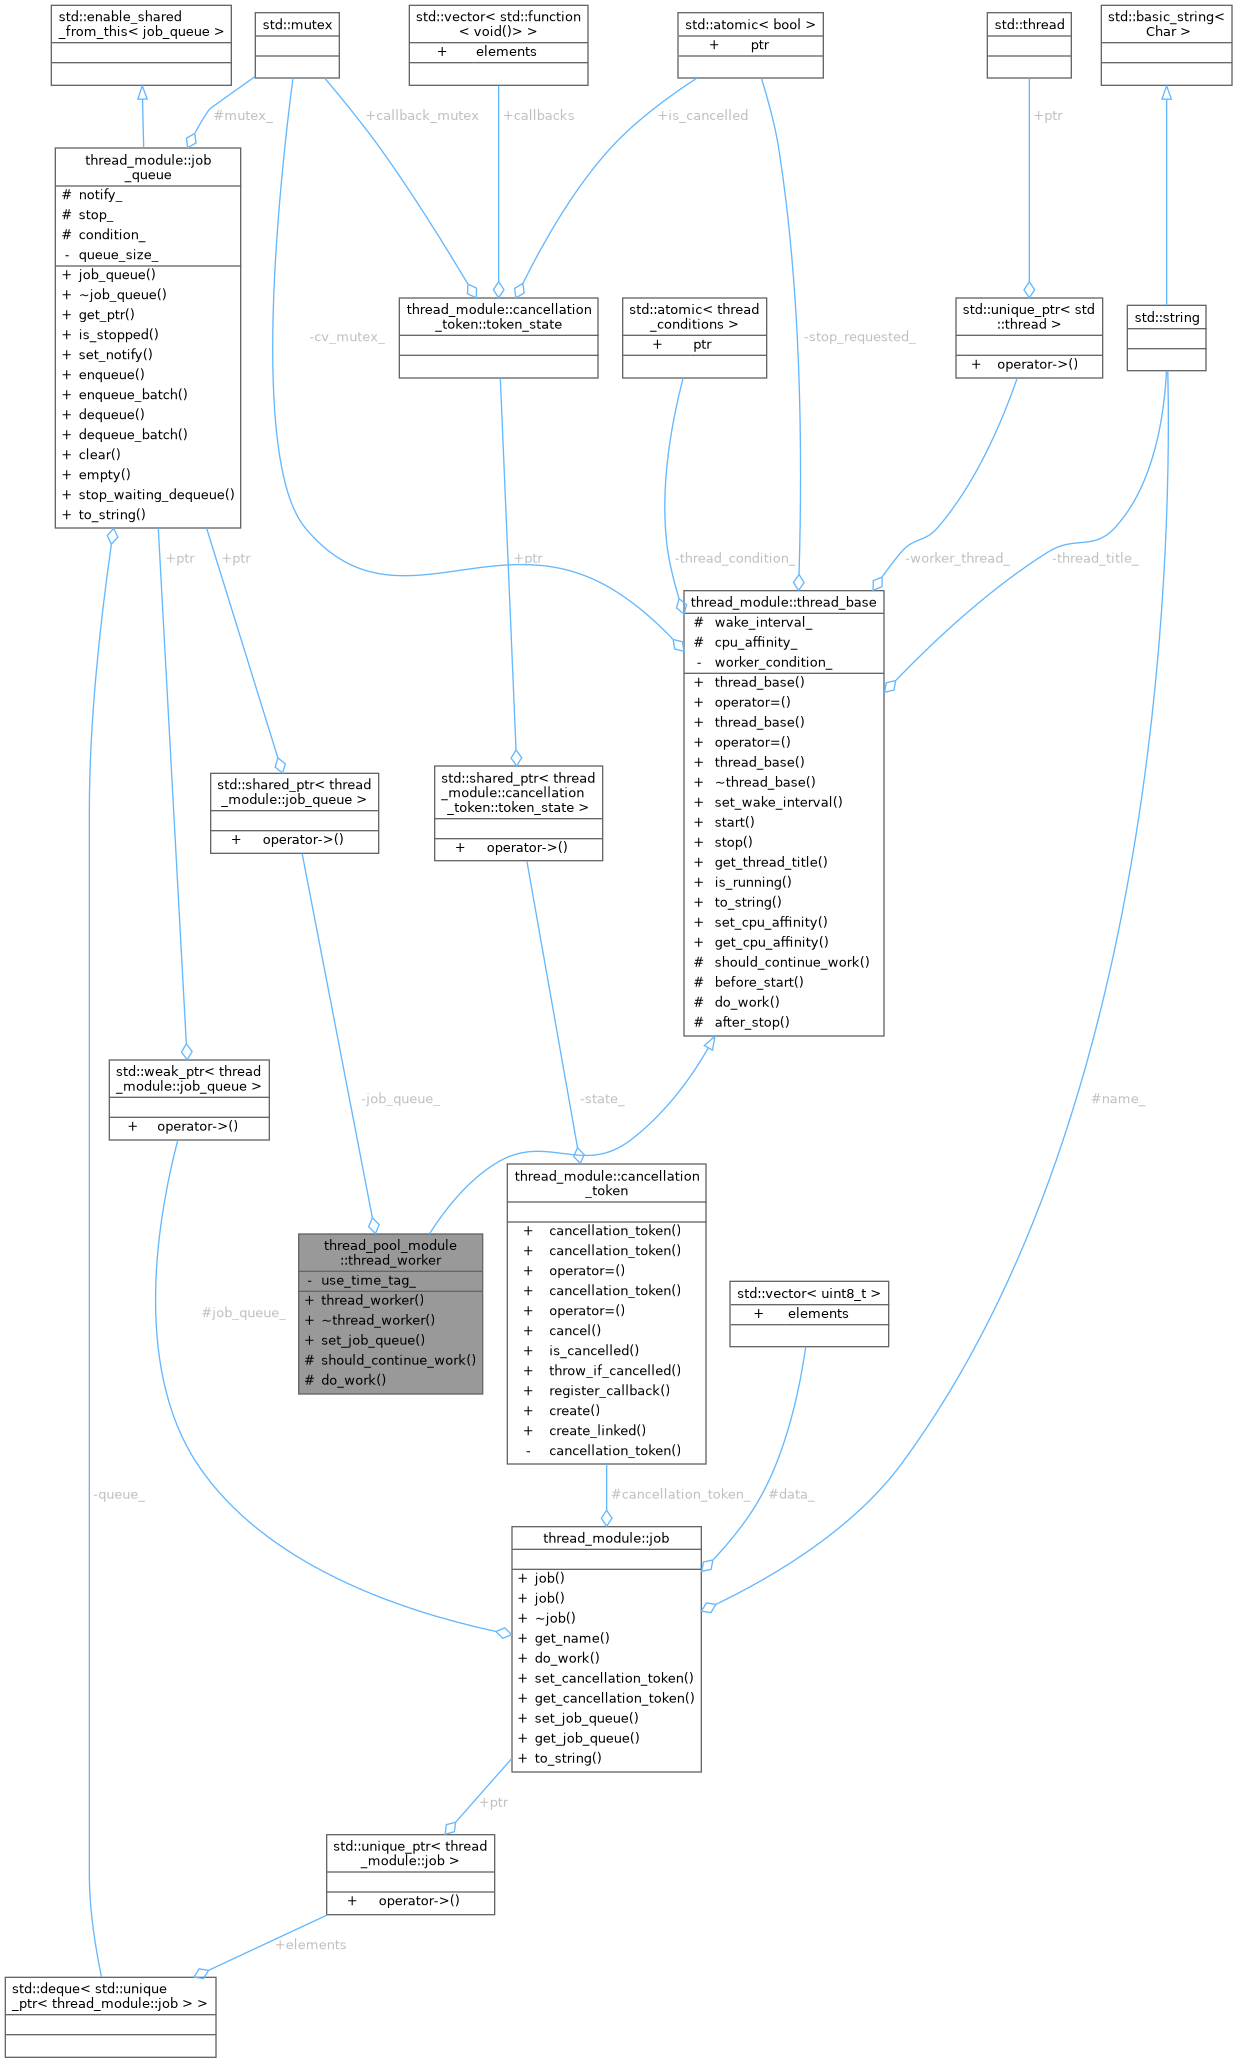 std::enable_shared
_from_this< job_queue >
std::mutex
std::vector< std::function
< void()> >
+ elements
std::atomic< bool >
+ ptr
std::thread
std::basic_string<
Char >
#mutex_
+callback_mutex
+callbacks
+is_cancelled
+ptr
thread_module::job
_queue
# notify_
# stop_
# condition_
- queue_size_
+ job_queue()
+ ~job_queue()
+ get_ptr()
+ is_stopped()
+ set_notify()
+ enqueue()
+ enqueue_batch()
+ dequeue()
+ dequeue_batch()
+ clear()
+ empty()
+ stop_waiting_dequeue()
+ to_string()
thread_module::cancellation
_token::token_state
std::atomic< thread
_conditions >
+ ptr
std::unique_ptr< std
::thread >
+ operator->()
std::string
-cv_mutex_
-stop_requested_
+ptr
+ptr
+ptr
-thread_condition_
-worker_thread_
-thread_title_
thread_module::thread_base
# wake_interval_
# cpu_affinity_
- worker_condition_
+ thread_base()
+ operator=()
+ thread_base()
+ operator=()
+ thread_base()
+ ~thread_base()
+ set_wake_interval()
+ start()
+ stop()
+ get_thread_title()
+ is_running()
+ to_string()
+ set_cpu_affinity()
+ get_cpu_affinity()
# should_continue_work()
# before_start()
# do_work()
# after_stop()
std::shared_ptr< thread
_module::job_queue >
+ operator->()
std::shared_ptr< thread
_module::cancellation
_token::token_state >
+ operator->()
std::weak_ptr< thread
_module::job_queue >
+ operator->()
-job_queue_
-state_
#name_
thread_pool_module
::thread_worker
- use_time_tag_
+ thread_worker()
+ ~thread_worker()
+ set_job_queue()
# should_continue_work()
# do_work()
thread_module::cancellation
_token
+ cancellation_token()
+ cancellation_token()
+ operator=()
+ cancellation_token()
+ operator=()
+ cancel()
+ is_cancelled()
+ throw_if_cancelled()
+ register_callback()
+ create()
+ create_linked()
- cancellation_token()
std::vector< uint8_t >
+ elements
#job_queue_
-queue_
#cancellation_token_
#data_
thread_module::job
+ job()
+ job()
+ ~job()
+ get_name()
+ do_work()
+ set_cancellation_token()
+ get_cancellation_token()
+ set_job_queue()
+ get_job_queue()
+ to_string()
+ptr
std::unique_ptr< thread
_module::job >
+ operator->()
+elements
std::deque< std::unique
_ptr< thread_module::job > >